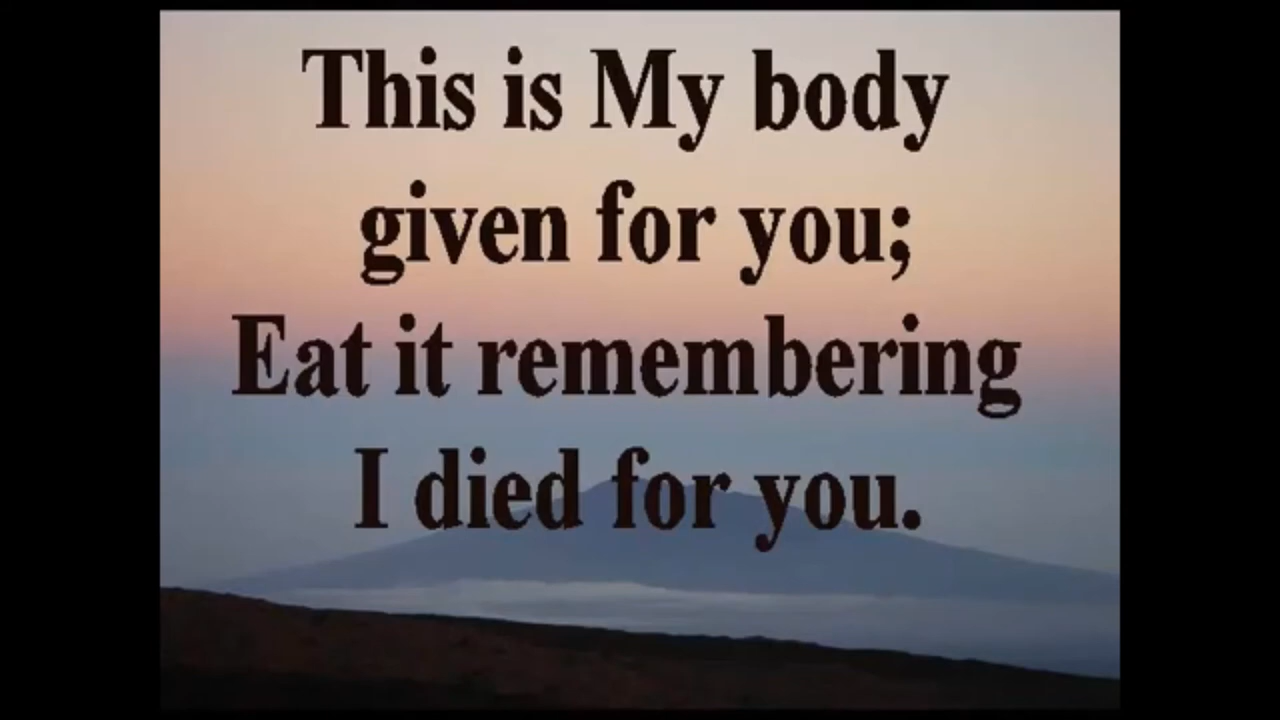 This is My body
given for you;
Eat it remembering
I died for you.